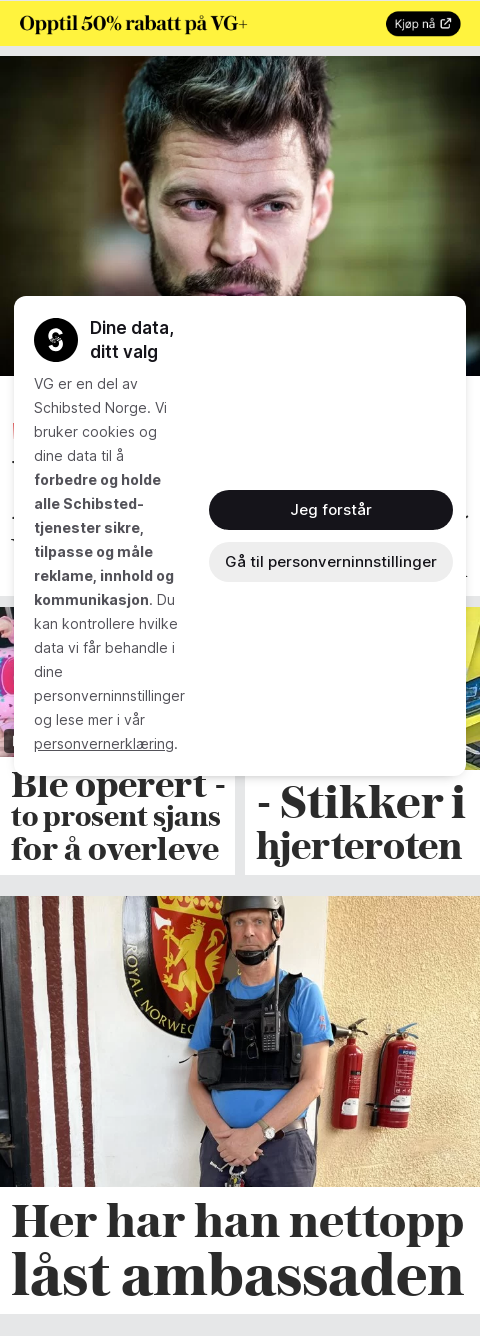 Opptil 50% rabatt på VG+
Kjøp nå
Dine data,
ditt valg
VG er en del av
Schibsted Norge. Vi
bruker cookies og
dine data til å
forbedre og holde
alle Schibsted-
tjenester sikre,
tilpasse og måle
reklame, innhold og
kommunikasjon. Du
kan kontrollere hvilke
data vi får behandle i
dine
personverninnstillinger
og lese mer i vår
personvernerklæring.
Jeg forstår
Gå til personverninnstillinger
Ble operert -
to prosent sjans
for å overleve
- Stikker i
hjerteroten
ROYAL NORWEG
Her har han nettopp
låst ambassaden